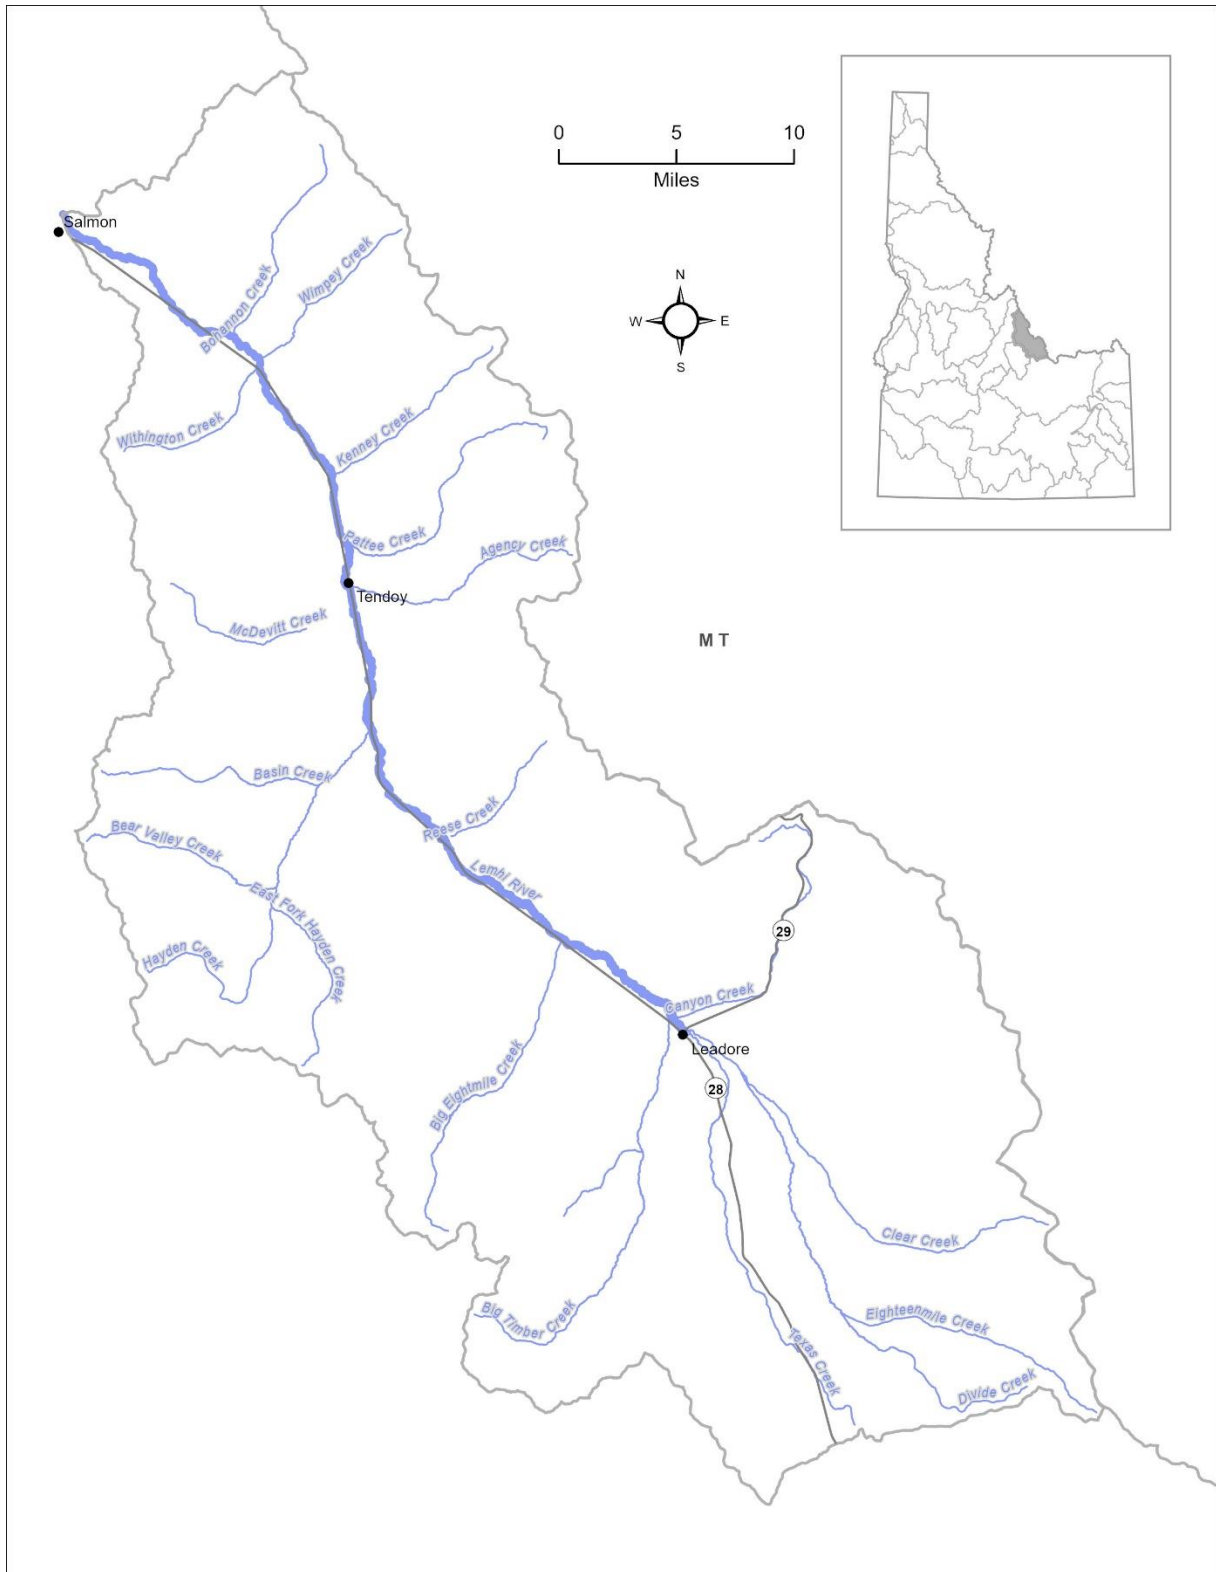 0 5 10
Miles
Salmon
Bohannon Creek
Wimpey Creek
N
W E
S
Withington Creek
Kenney Creek
Pattee Creek
Agency Creek
Tendoy
McDevitt Creek
MT
Basin Creek
Reese Creek
Bear Valley Creek
Lemhi River
East Fork Hayden Creek
Hayden Creek
29
Canyon Creek
Leadore
Big Eightmile Creek
28
Clear Creek
Big Timber Creek
Eighteenmile Creek
Texas Creek
Divide Creek